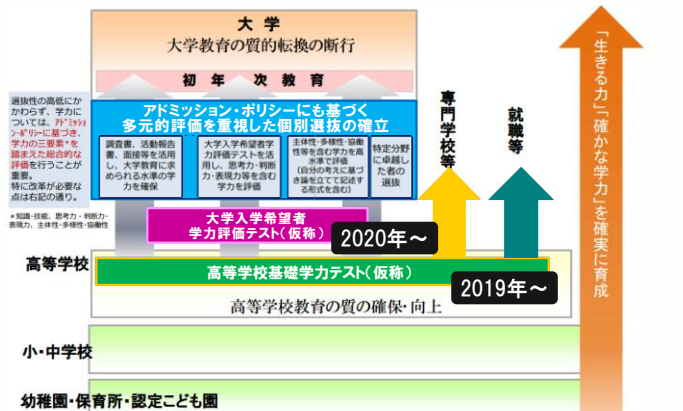 大学
大学教育の質的転換の断行
初年次教育
選抜性の高低にか
かわらず、学力に
ついては、アドミッショ
ン・ポリシーに基づき、
学力の三要素*を
踏まえた総合的な
評価を行うことが
重要。
特に改革が必要な
点は右記の通り。
*知識・技能、思考力・判断力・
表現力、主体性・多様性・協働性
アドミッション・ポリシーにも基づく
多元的評価を重視した個別選抜の確立
調査書、活動報告
書、面接等を活用
し、大学教育に求
められる水準の学
力を確保
大学入学希望者学
力評価テストを活
用し、思考力・判断
力・表現力等を含む
学力を評価
主体性・多様性・協働
性等を含む学力を高
水準で評価
(自分の考えに基づ
き論を立てて記述す
る形式を含む)
特定分野
に卓越し
た者の
選抜
大学入学希望者
学力評価テスト(仮称)
2020年～
専門学校等
就職等
高等学校
高等学校基礎学力テスト(仮称)
2019年～
高等学校教育の質の確保・向上
小・中学校
幼稚園・保育所・認定こども園
「生きる力」「確かな学力」を確実に育成